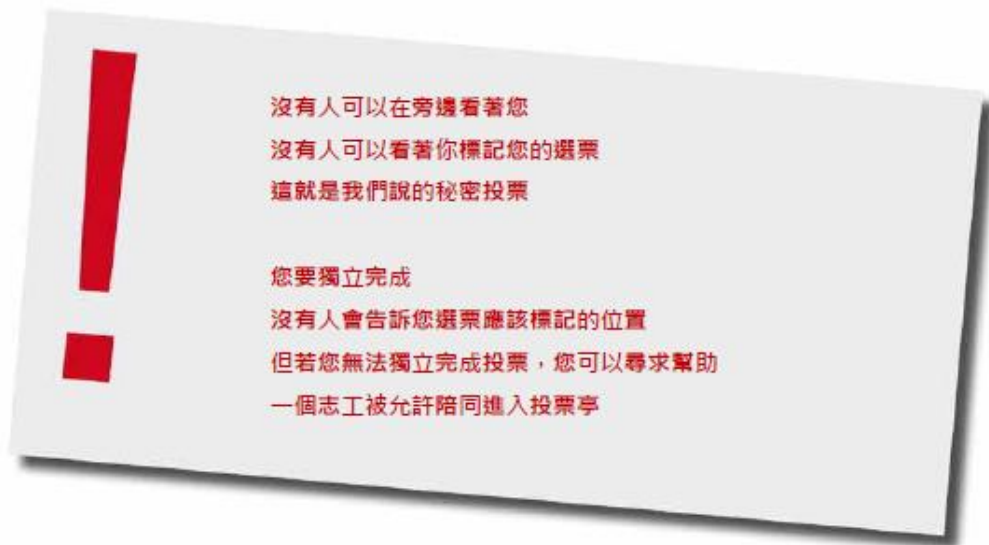 沒有人可以在旁邊看著您
沒有人可以看著你標記您的選票
這就是我們說的秘密投票
您要獨立完成
沒有人會告訴您選票應該標記的位置
但若您無法獨立完成投票，您可以尋求幫助
一個志工被允許陪同進入投票亭